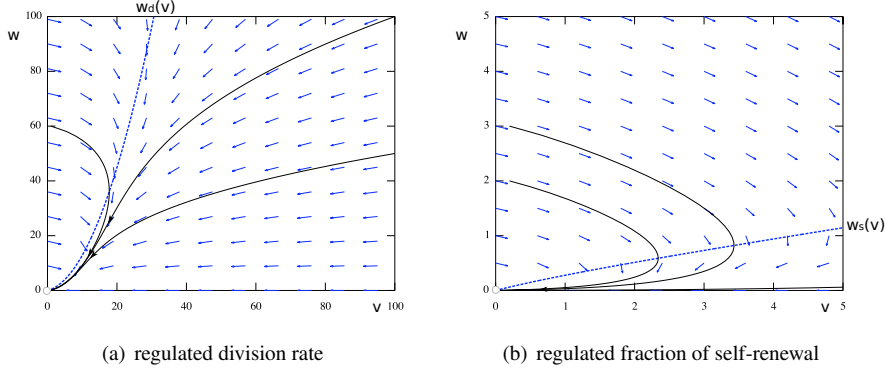 wd(v)
w
100
80
60
40
20
0
0 20 40 60 80 100
v
(a) regulated division rate
w
5
4
3
2
1
0
ws(v)
0 1 2 3 4 5
v
(b) regulated fraction of self-renewal